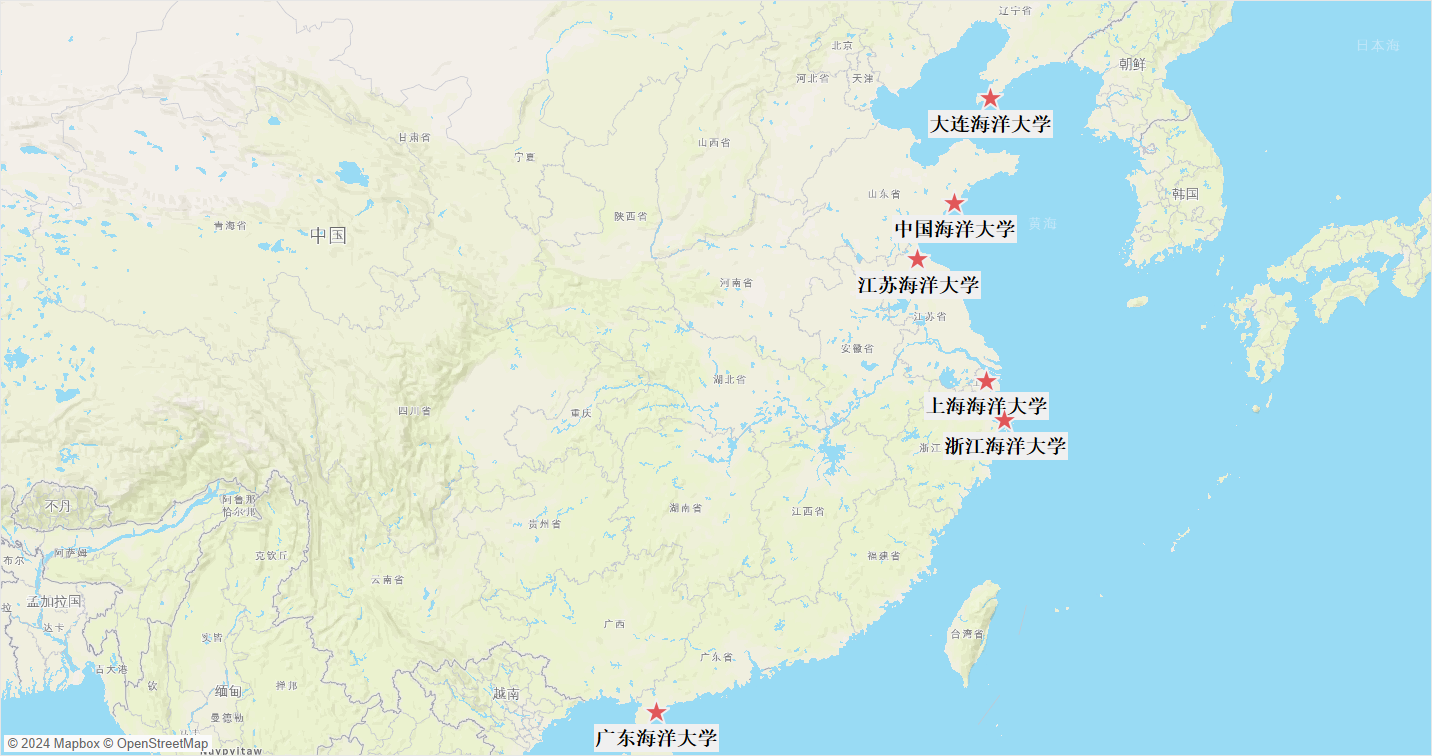 辽宁省
日本海
北京
朝鲜
河北省
天津
大连海洋大学
甘肃省
山西省
宁夏
山东省
韩国
陕西省
青海省
中国
中国海洋大学
黄海
江苏海洋大学
河南省
江苏省
安徽省
湖北省
四川省
重庆
上海海洋大学
浙江
浙江海洋大学
不丹
阿鲁那
恰尔邦
湖南省
江西省
贵州省
阿萨姆
克钦丘
布尔
福建省
云南省
孟加拉国
拉
达卡
实皆
广西
台湾省
古大港
广东省
钦
缅甸
掸邦
越南
曼德勒
广东海洋大学
© 2024 Mapbox © OpenStreetMap